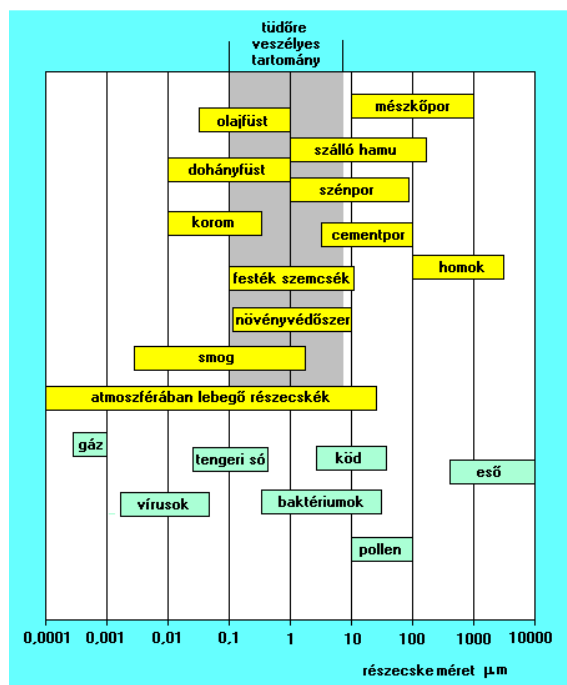 tüdőre
veszélyes
tartomány
mészkőpor
olajfüst
szálló hamu
dohányfüst
szénpor
korom
cementpor
homok
festék szemcsék
növényvédőszer
smog
atmoszférában lebegő részecskék
gáz
tengeri só
köd
eső
vírusok
baktériumok
pollen
0,0001 0,001 0,01 0,1 1 10 100 1000 10000
részecske méret µm